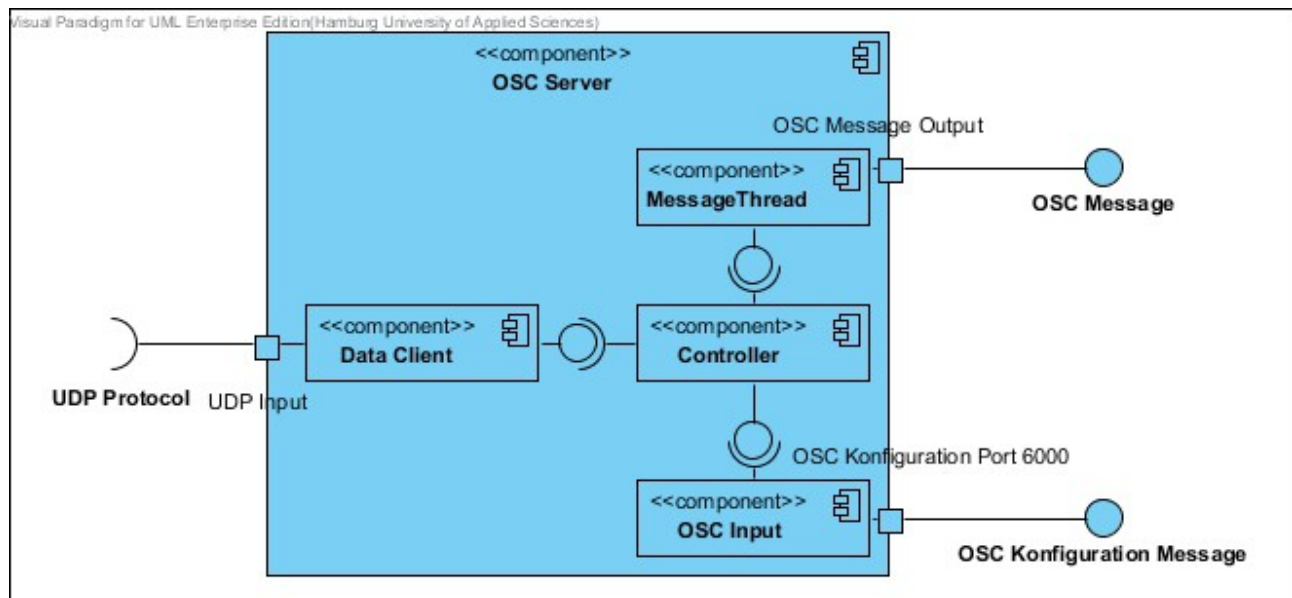 Visual Paradigm for UML Enterprise Edition(Hamburg University of Applied Sciences)
<<component>>
OSC Server
OSC Message Output
<<component>>
MessageThread
OSC Message
<<component>>
Data Client
<<component>>
Controller
UDP Protocol
UDP Input
OSC Konfiguration Port 6000
<<component>>
OSC Input
OSC Konfiguration Message